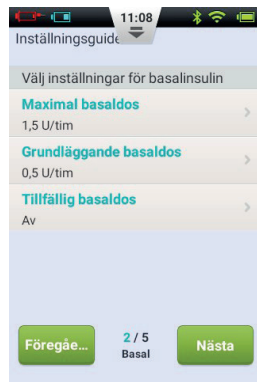 11:08
Inställningsguide
Välj inställningar för basalinsulin
Maximal basaldos
1,5 U/tim
Grundläggande basaldos
0,5 U/tim
Tillfällig basaldos
Av
Föregåe...
2 / 5
Basal
Nästa